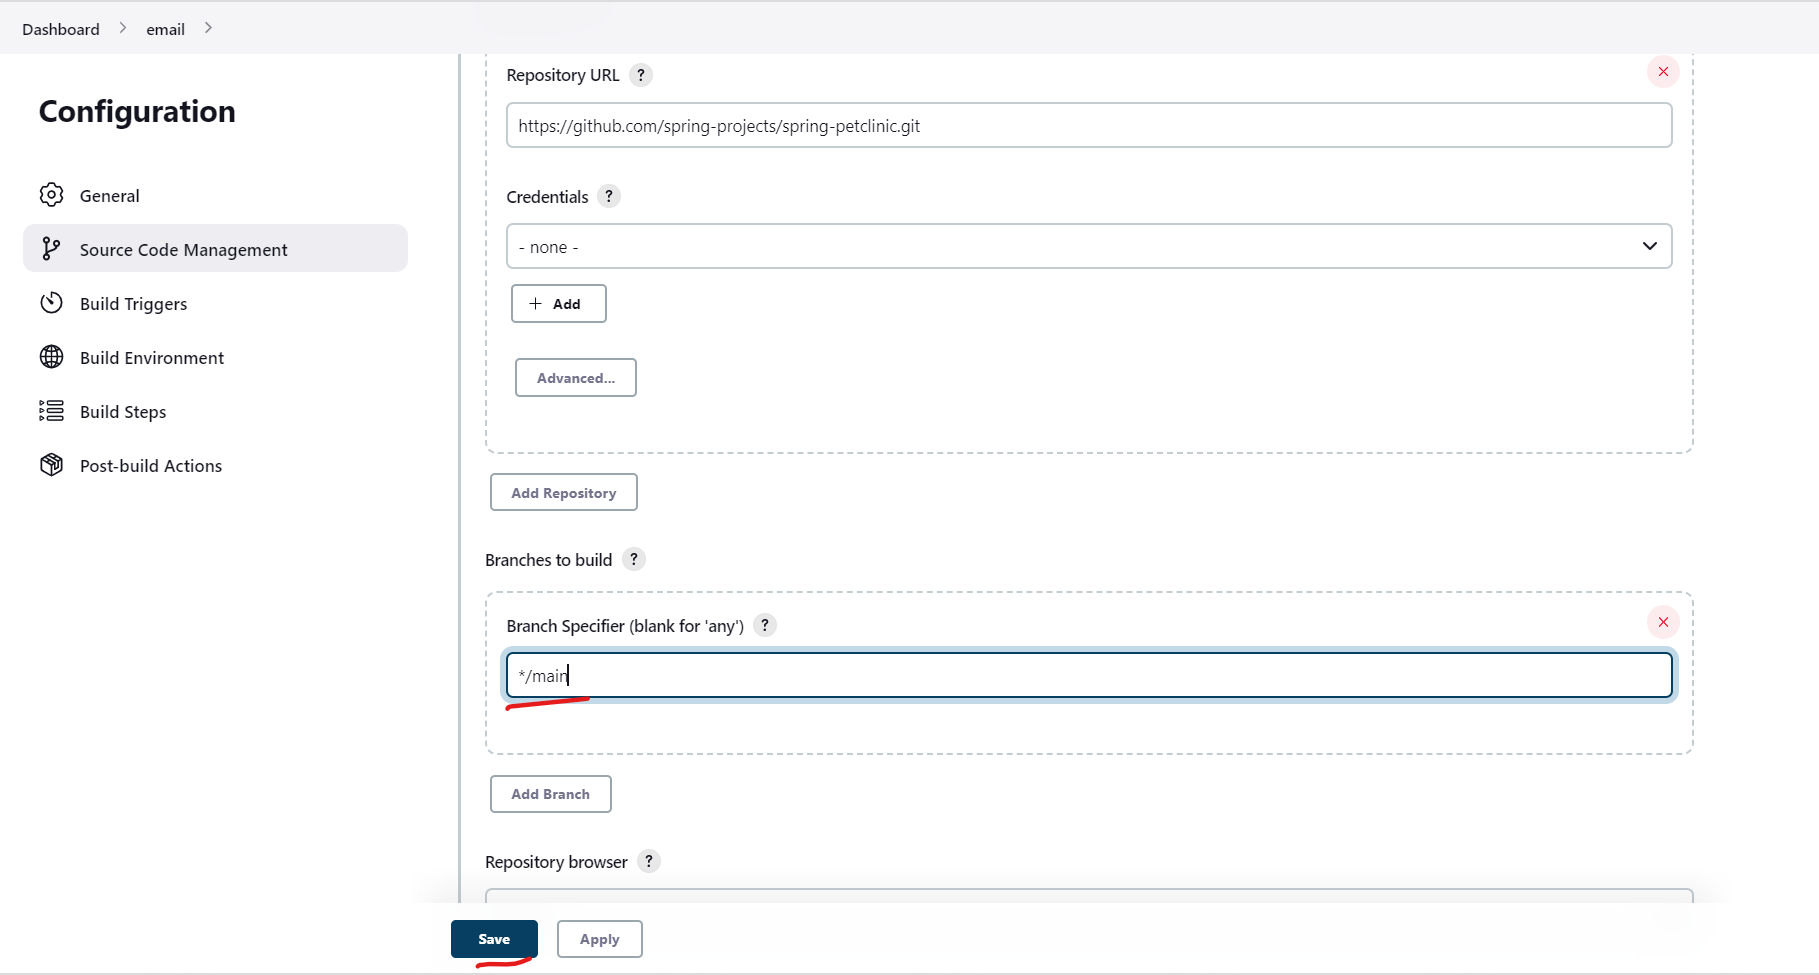 Dashboard > email >
Configuration
General
Source Code Management
Build Triggers
Build Environment
Build Steps
Post-build Actions
Repository URL ?
https://github.com/spring-projects/spring-petclinic.git
Credentials ?
- none -
+ Add
Advanced...
Add Repository
Branches to build ?
Branch Specifier (blank for 'any') ?
*/main
Add Branch
Repository browser ?
Save Apply